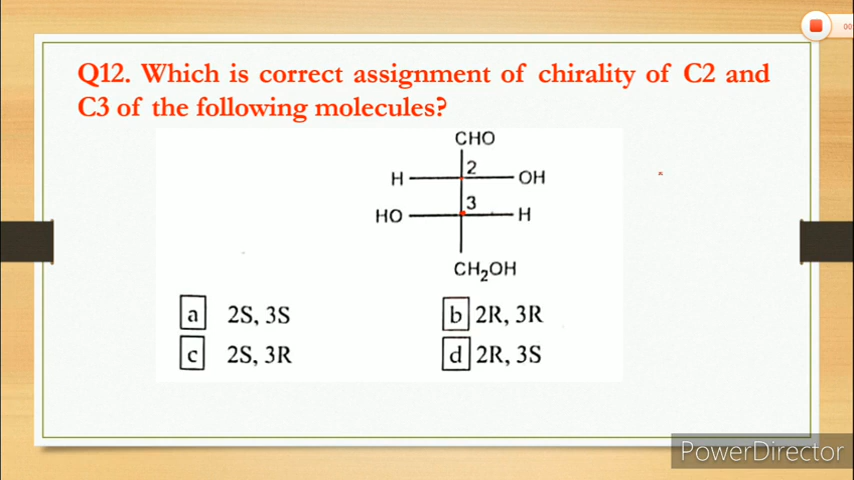 00
Q12. Which is correct assignment of chirality of C2 and
C3 of the following molecules?
CHO
2
H OH
3
HO H
CH₂OH
a 2S, 3S b 2R, 3R
c 2S, 3R d 2R, 3S
PowerDirector